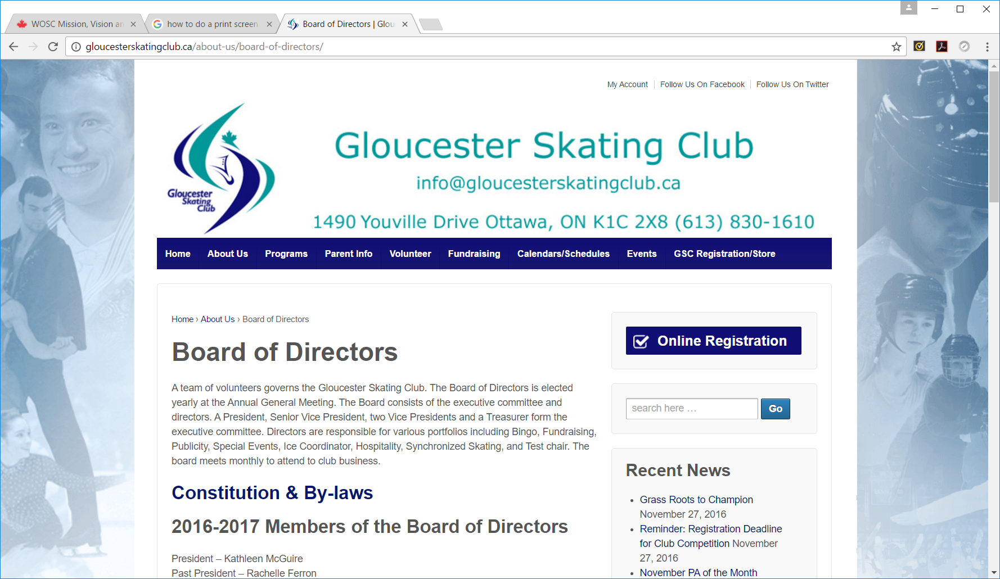 WOSC Mission, Vision an
how to do a print screen
Board of Directors | Glou
gloucesterskatingclub.ca/about-us/board-of-directors/
My Account
Follow Us On Facebook
Follow Us On Twitter
Gloucester
Skating
Club
Gloucester Skating Club
info@gloucesterskatingclub.ca
1490 Youville Drive Ottawa, ON K1C 2X8 (613) 830-1610
Home About Us Programs Parent Info Volunteer Fundraising Calendars/Schedules Events GSC Registration/Store
Home › About Us › Board of Directors
Board of Directors
A team of volunteers governs the Gloucester Skating Club. The Board of Directors is elected
yearly at the Annual General Meeting. The Board consists of the executive committee and
directors. A President, Senior Vice President, two Vice Presidents and a Treasurer form the
executive committee. Directors are responsible for various portfolios including Bingo, Fundraising,
Publicity, Special Events, Ice Coordinator, Hospitality, Synchronized Skating, and Test chair. The
board meets monthly to attend to club business.
Constitution & By-laws
2016-2017 Members of the Board of Directors
President – Kathleen McGuire
Past President – Rachelle Ferron
Online Registration
search here …
Go
Recent News
Grass Roots to Champion
November 27, 2016
Reminder: Registration Deadline
for Club Competition November
27, 2016
November PA of the Month